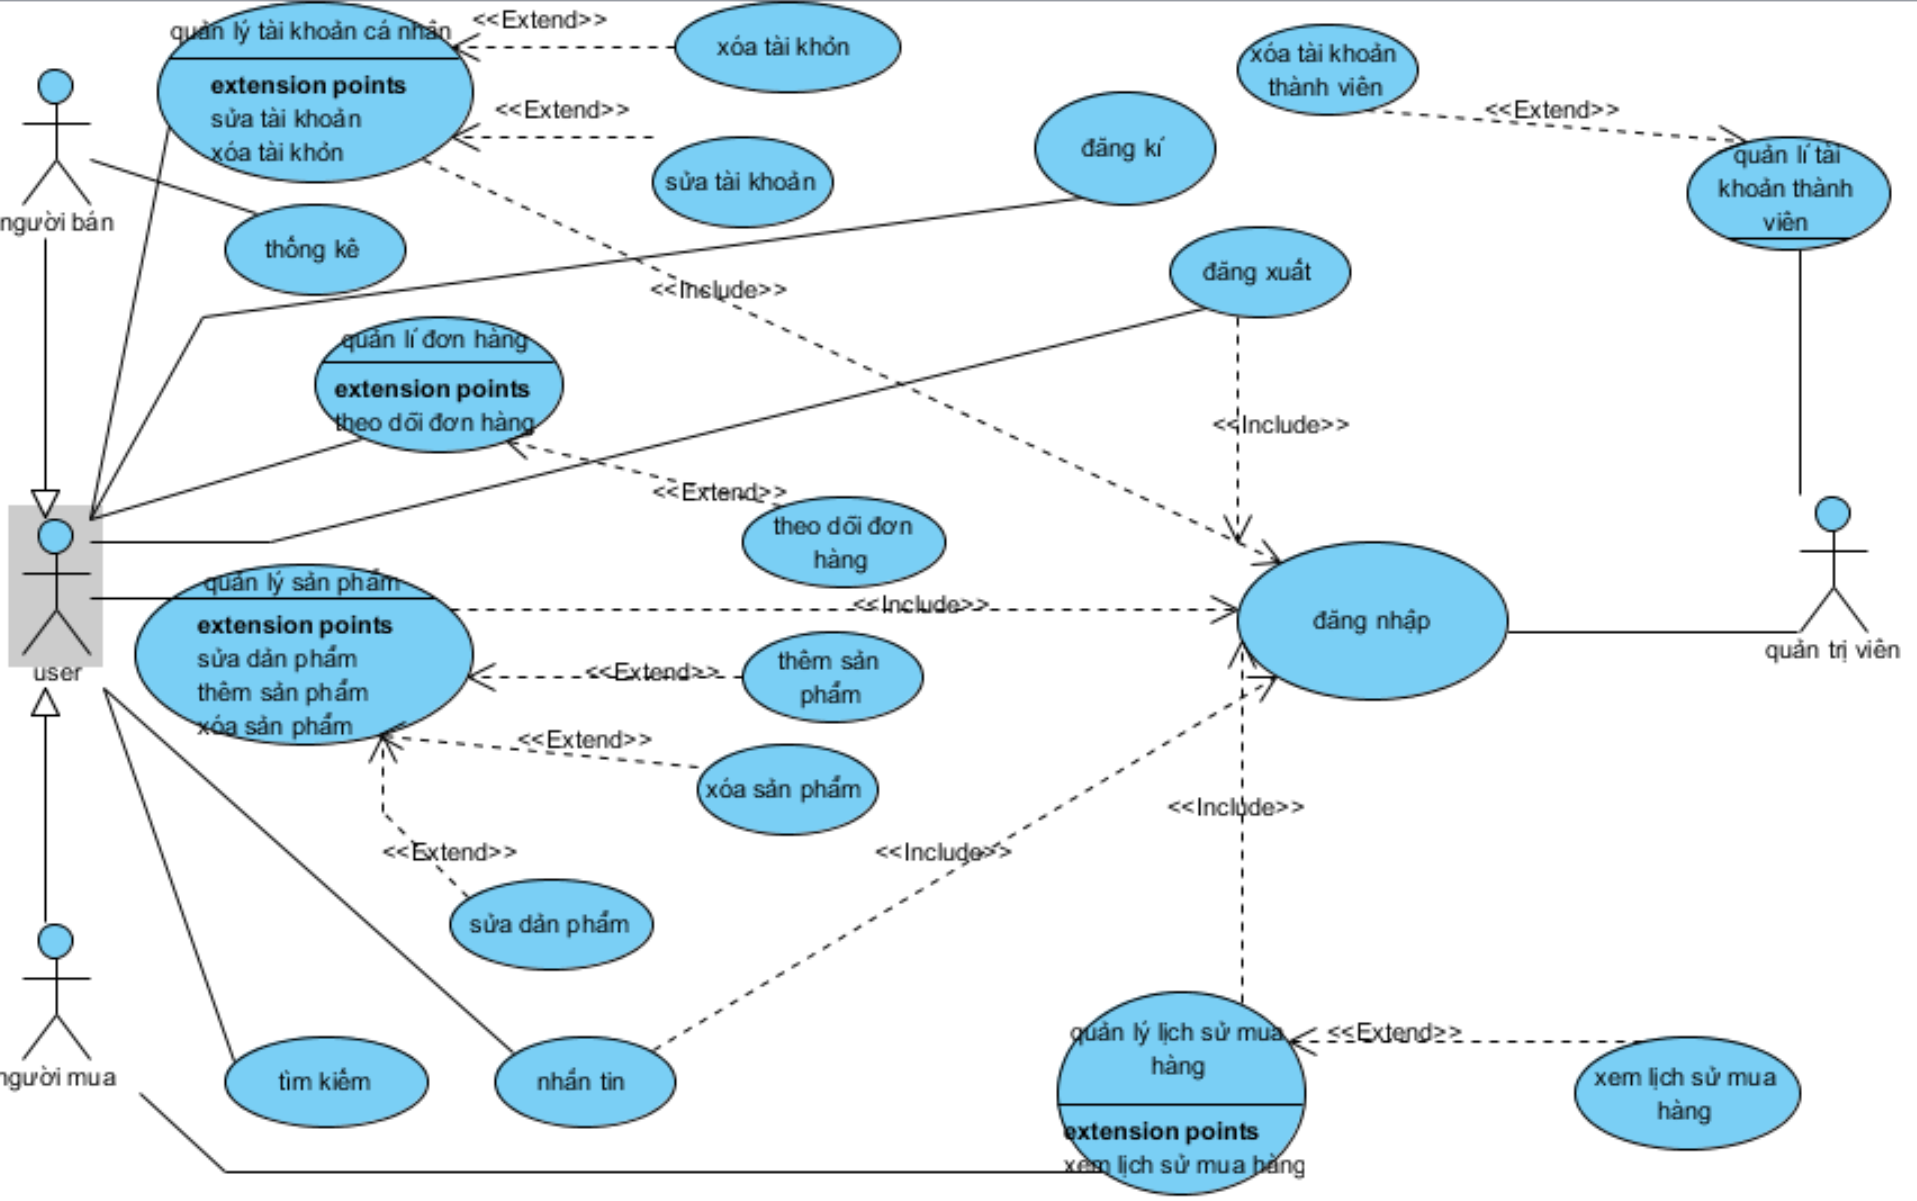 quản lý tài khoản cá nhân
extension points
sửa tài khoản
xóa tài khỏn
<<Extend>>
xóa tài khỏn
<<Extend>>
sửa tài khoản
đăng kí
xóa tài khoản
thành viên
<<Extend>>
quản lí tài
khoản thành
viên
người bán
thống kê
đăng xuất
<<Include>>
quản lí đơn hàng
extension points
theo dõi đơn hàng
<<Include>>
<<Extend>>
theo dõi đơn
hàng
user
quản lý sản phẩm
extension points
sửa dản phẩm
thêm sản phẩm
xóa sản phẩm
<<Include>>
đăng nhập
quản trị viên
<<Extend>>
thêm sản
phẩm
<<Extend>>
xóa sản phẩm
<<Extend>>
sửa dản phẩm
<<Include>>
<<Include>>
người mua
tìm kiếm
nhắn tin
quản lý lịch sử mua
hàng
extension points
xem lịch sử mua hàng
<<Extend>>
xem lịch sử mua
hàng